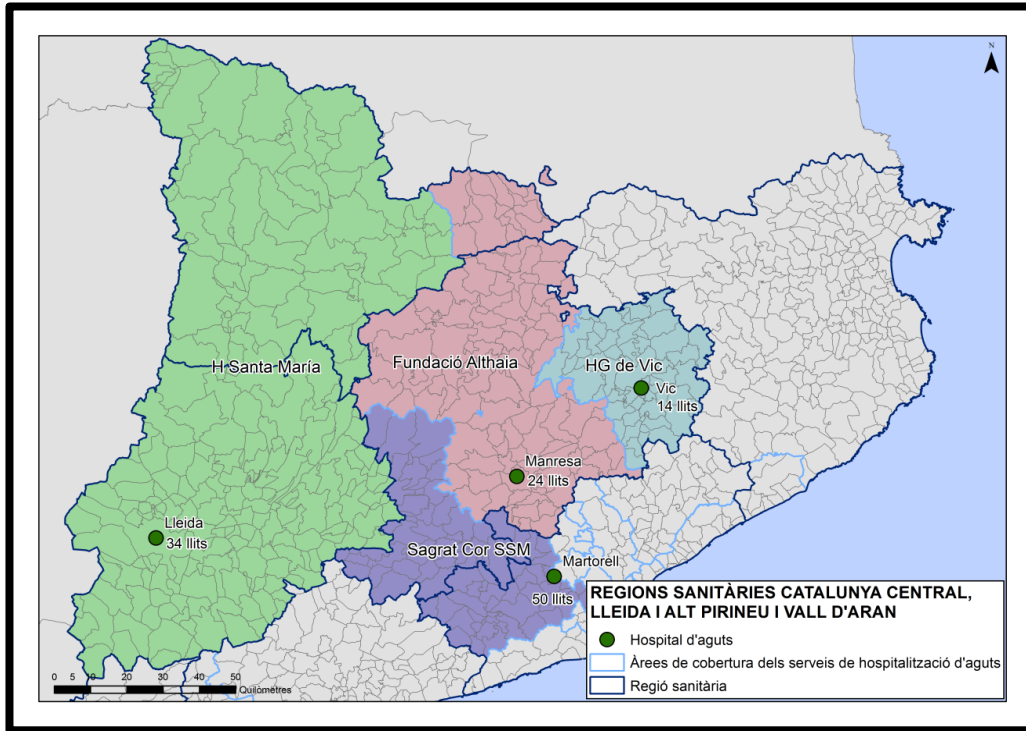 N
H Santa María
Fundació Althaia
HG de Vic
Vic
14 llits
Manresa
24 llits
Lleida
34 llits
Sagrat Cor SSM
Martorell
50 llits
REGIONS SANITÀRIES CATALUNYA CENTRAL,
LLEIDA I ALT PIRINEU I VALL D'ARAN
Hospital d'aguts
Àrees de cobertura dels serveis de hospitalització d'aguts
Regió sanitària
0 5 10 20 30 40 50
Quilòmetres